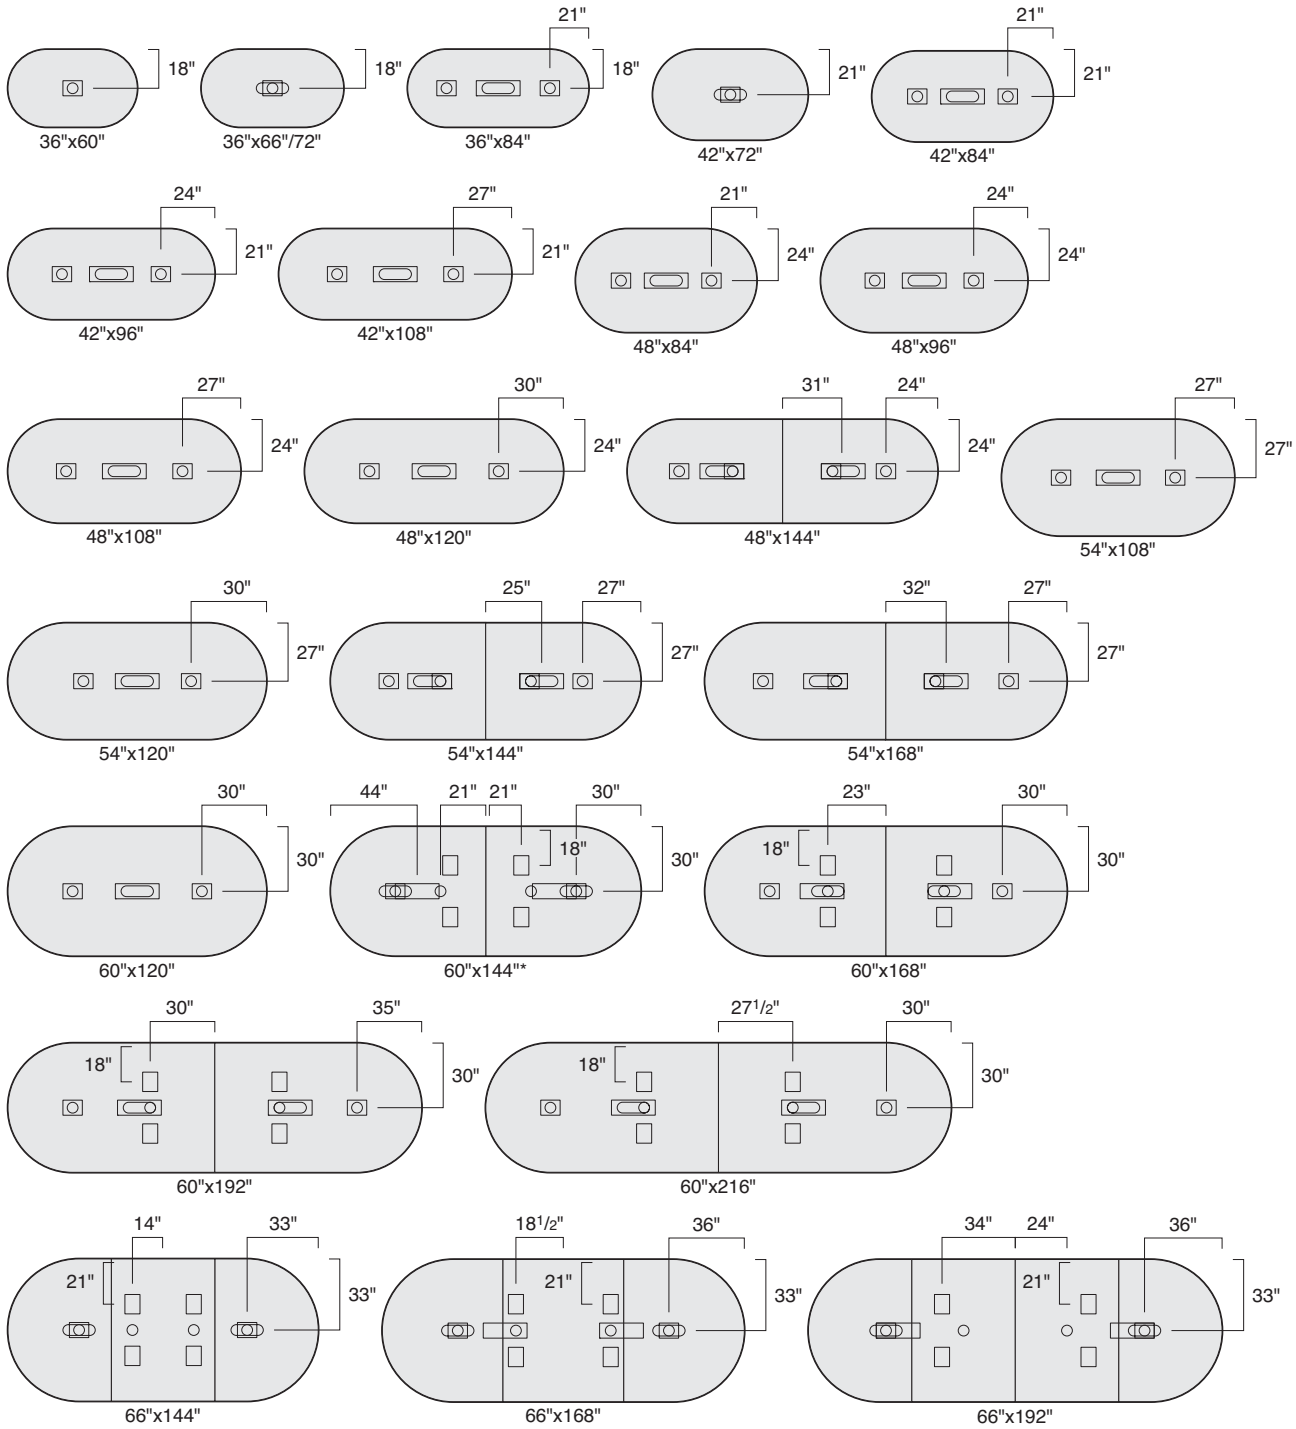 21" 21"
18" 18" 18" 21" 21"
36"x60" 36"x66"/72" 36"x84" 42"x72" 42"x84"
24" 27" 21" 24"
21" 21" 24" 24"
42"x96" 42"x108" 48"x84" 48"x96"
27" 30" 31" 24" 27"
24" 24" 24" 27"
48"x108" 48"x120" 48"x144" 54"x108"
30" 25" 27" 32" 27"
27" 27" 27"
54"x120" 54"x144" 54"x168"
30" 44" 21" 21" 30" 23" 30"
30" 18" 30" 18" 30"
60"x120" 60"x144"* 60"x168"
30" 35" 27 1/2" 30"
18" 30" 18" 30"
60"x192" 60"x216"
14" 33" 18 1/2" 36" 34" 24" 36"
21" 33" 21" 33" 21" 33"
66"x144" 66"x168" 66"x192"